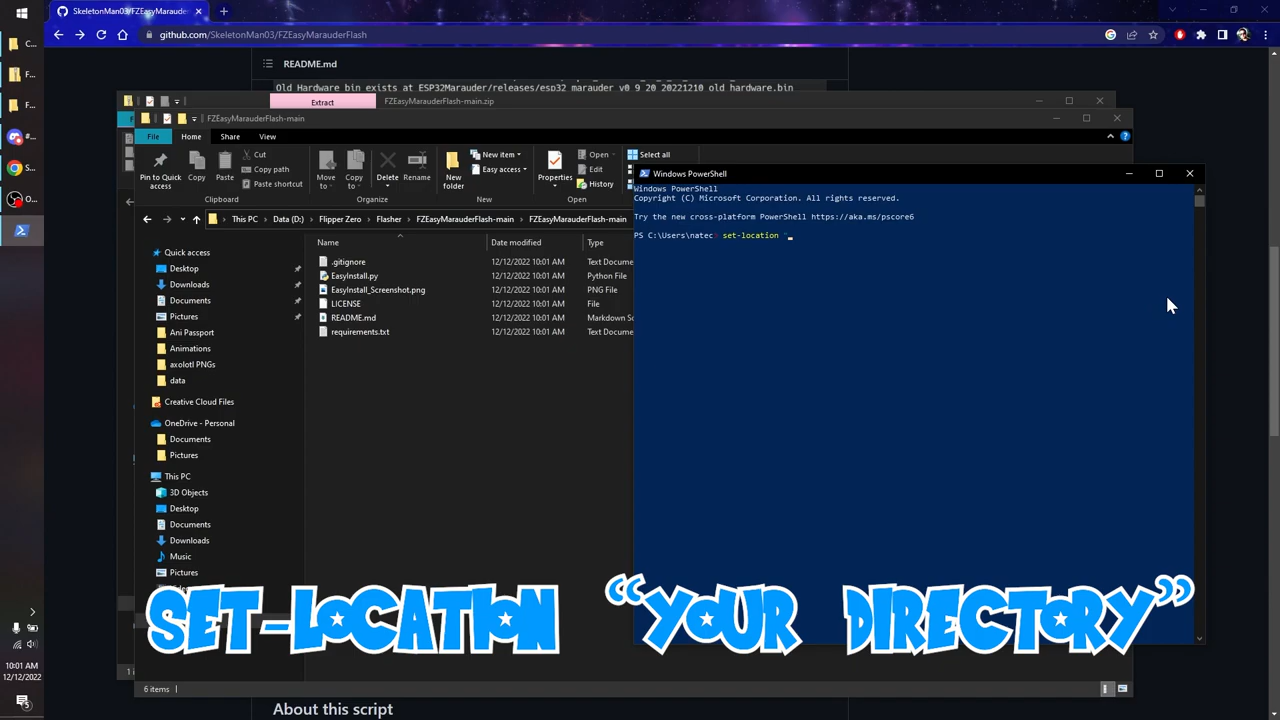 SkeletonMan03/FZEasyMarauder
github.com/SkeletonMan03/FZEasyMarauderFlash
README.md
Old Hardware bin exists at ESP32Marauder/releases/esp32_marauder_v0_9_20_20221210_old_hardware.bin
Extract
FZEasyMarauderFlash-main.zip
FZEasyMarauderFlash-main
File
Home
Share
View
Pin to Quick access
Copy
Paste
Cut
Copy path
Paste shortcut
Clipboard
Move to
Copy to
Delete
Rename
Organize
New folder
New item
Easy access
New
Properties
Open
Edit
History
Open
Select all
This PC
Data (D:)
Flipper Zero
Flasher
FZEasyMarauderFlash-main
FZEasyMarauderFlash-main
Name
Date modified
Type
.gitignore 12/12/2022 10:01 AM Text Docume
EasyInstall.py 12/12/2022 10:01 AM Python File
EasyInstall_Screenshot.png 12/12/2022 10:01 AM PNG File
LICENSE 12/12/2022 10:01 AM File
README.md 12/12/2022 10:01 AM Markdown S
requirements.txt 12/12/2022 10:01 AM Text Docume
Quick access
Desktop
Downloads
Documents
Pictures
Ani Passport
Animations
axolotl PNGs
data
Creative Cloud Files
OneDrive - Personal
Documents
Pictures
This PC
3D Objects
Desktop
Documents
Downloads
Music
Pictures
6 items
Windows PowerShell
Windows PowerShell
Copyright (C) Microsoft Corporation. All rights reserved.
Try the new cross-platform PowerShell https://aka.ms/pscore6
PS C:\Users\natec> set-location "
SET-LOCATION “YOUR DIRECTORY”
About this script
10:01 AM
12/12/2022